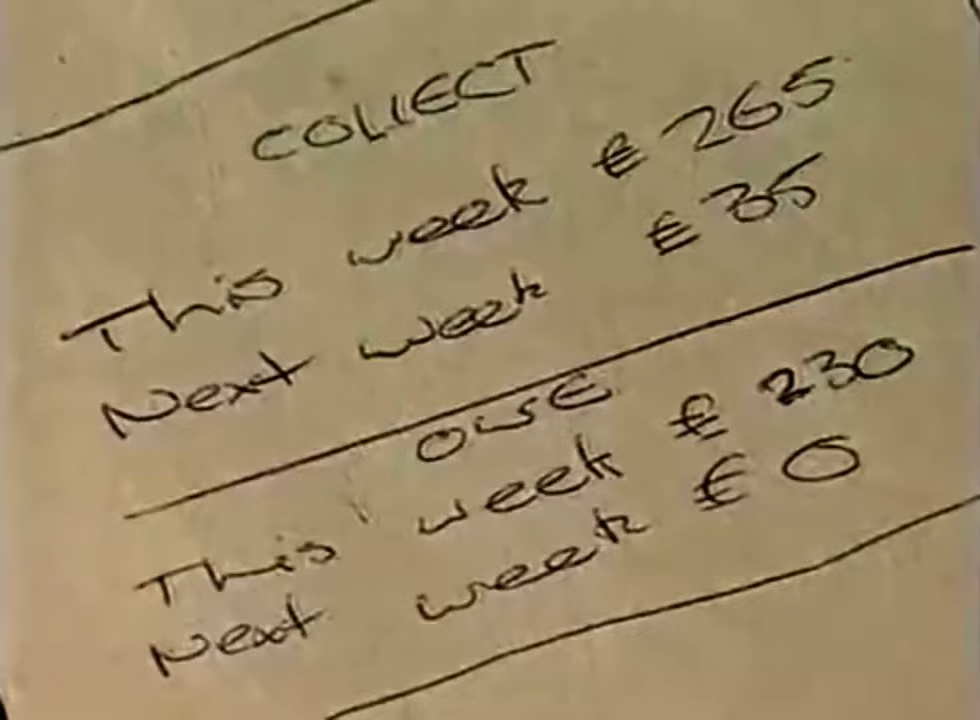 COLLECT
This week € 265
Next week € 35
OWE
This week € 230
Next week € 0